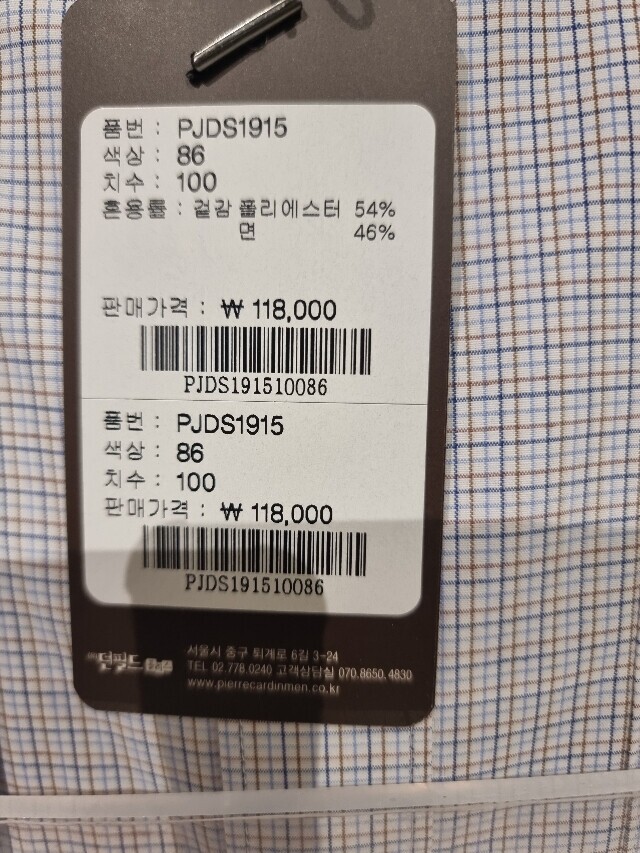 품번 : PJDS1915
색상 : 86
치수 : 100
혼용률 : 겉감 폴리에스터 54%
면 46%
판매가격 : ₩ 118,000
PJDS191510086
품번 : PJDS1915
색상 : 86
치수 : 100
판매가격 : ₩ 118,000
PJDS191510086
던필드
서울시 중구 퇴계로 6길 3-24
TEL 02.778.0240 고객상담실 070.8650.4830
www.pierrecardinmen.co.kr